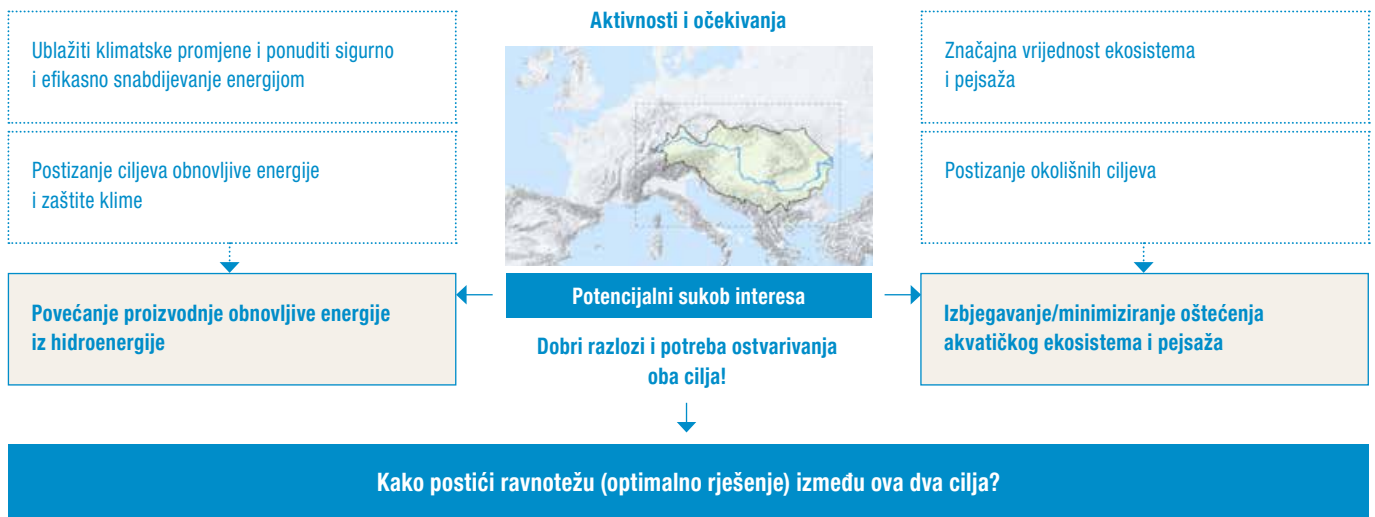 Aktivnosti i očekivanja
Ublažiti klimatske promjene i ponuditi sigurno
i efikasno snabdijevanje energijom
Postizanje ciljeva obnovljive energije
i zaštite klime
Povećanje proizvodnje obnovljive energije
iz hidroenergije
Potencijalni sukob interesa
Dobri razlozi i potreba ostvarivanja
oba cilja!
Značajna vrijednost ekosistema
i pejsaža
Postizanje okolišnih ciljeva
Izbjegavanje/minimiziranje oštećenja
akvatičkog ekosistema i pejsaža
Kako postići ravnotežu (optimalno rješenje) između ova dva cilja?